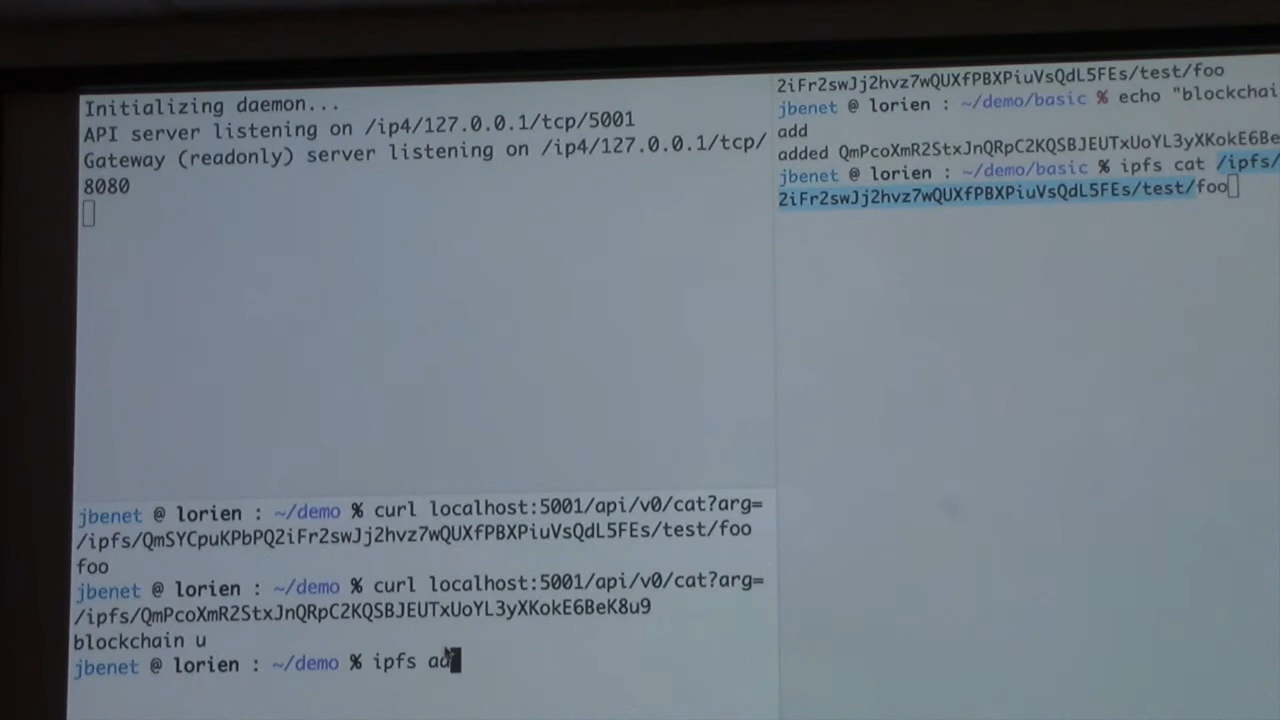 Initializing daemon...
API server listening on /ip4/127.0.0.1/tcp/5001
Gateway (readonly) server listening on /ip4/127.0.0.1/tcp/
8080
jbenet @ lorien : ~/demo % curl localhost:5001/api/v0/cat?arg=
/ipfs/QmSYCpuKPbPQ2iFr2swJj2hvz7wQUXfPBXPiuVsQdL5FEs/test/foo
foo
jbenet @ lorien : ~/demo % curl localhost:5001/api/v0/cat?arg=
/ipfs/QmPcoXmR2StxJnQRpC2KQSBJEUTxUoYL3yXKokE6BeK8u9
blockchain u
jbenet @ lorien : ~/demo % ipfs ad
2iFr2swJj2hvz7wQUXfPBXPiuVsQdL5FEs/test/foo
jbenet @ lorien : ~/demo/basic % echo "blockchai
add
added QmPcoXmR2StxJnQRpC2KQSBJEUTxUoYL3yXKokE6Be
jbenet @ lorien : ~/demo/basic % ipfs cat /ipfs/
2iFr2swJj2hvz7wQUXfPBXPiuVsQdL5FEs/test/foo